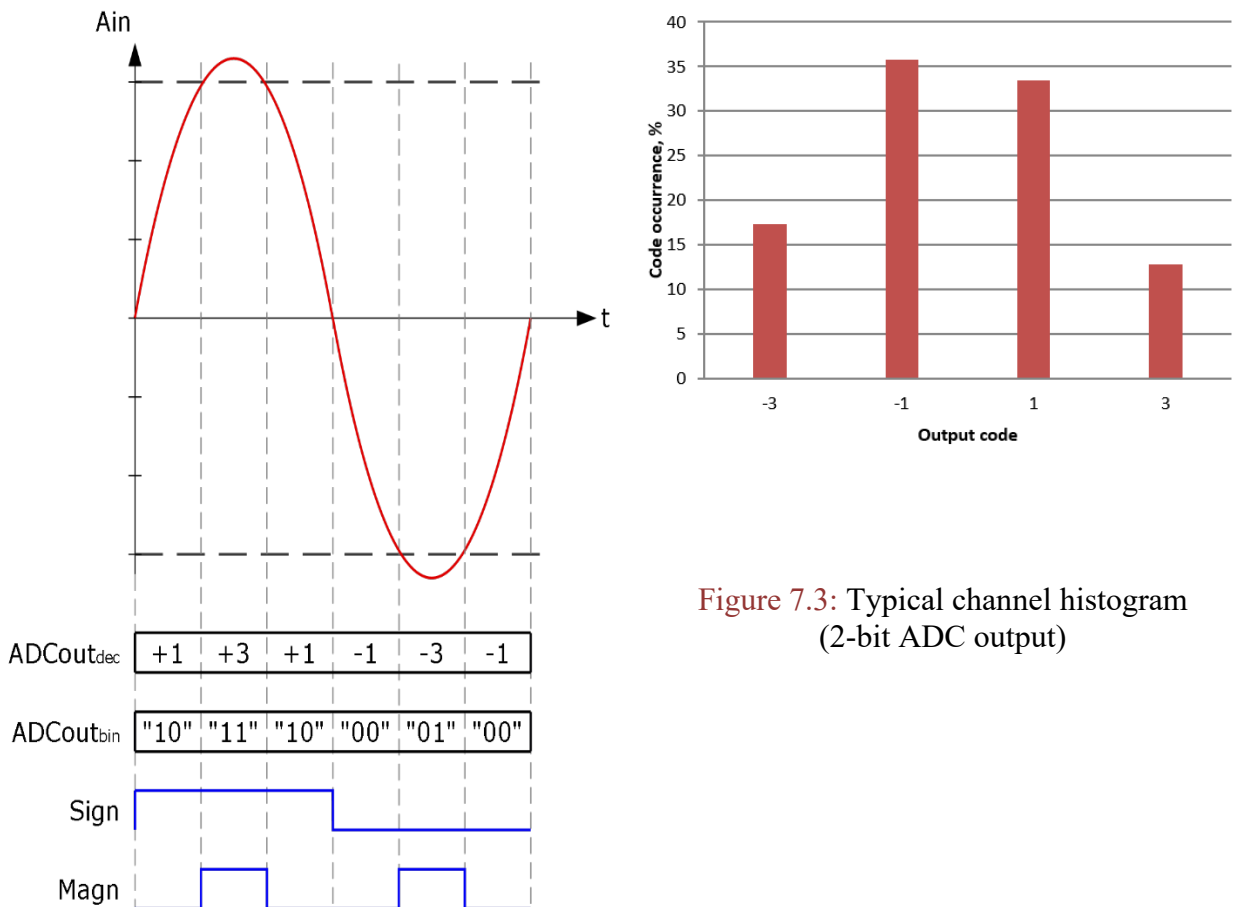 Ain
t
ADCoutdec +1 +3 +1 -1 -3 -1
ADCoutbin "10" "11" "10" "00" "01" "00"
Sign
Magn
Code occurrence, %
40
35
30
25
20
15
10
5
0
-3 -1 1 3
Output code
Figure 7.3: Typical channel histogram
(2-bit ADC output)